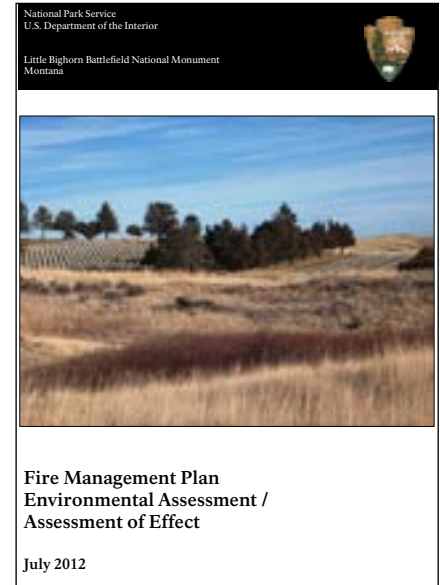 National Park Service
U.S. Department of the Interior
Little Bighorn Battlefield National Monument
Montana
Fire Management Plan
Environmental Assessment /
Assessment of Effect
July 2012